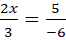 2x/3 = 5/-6